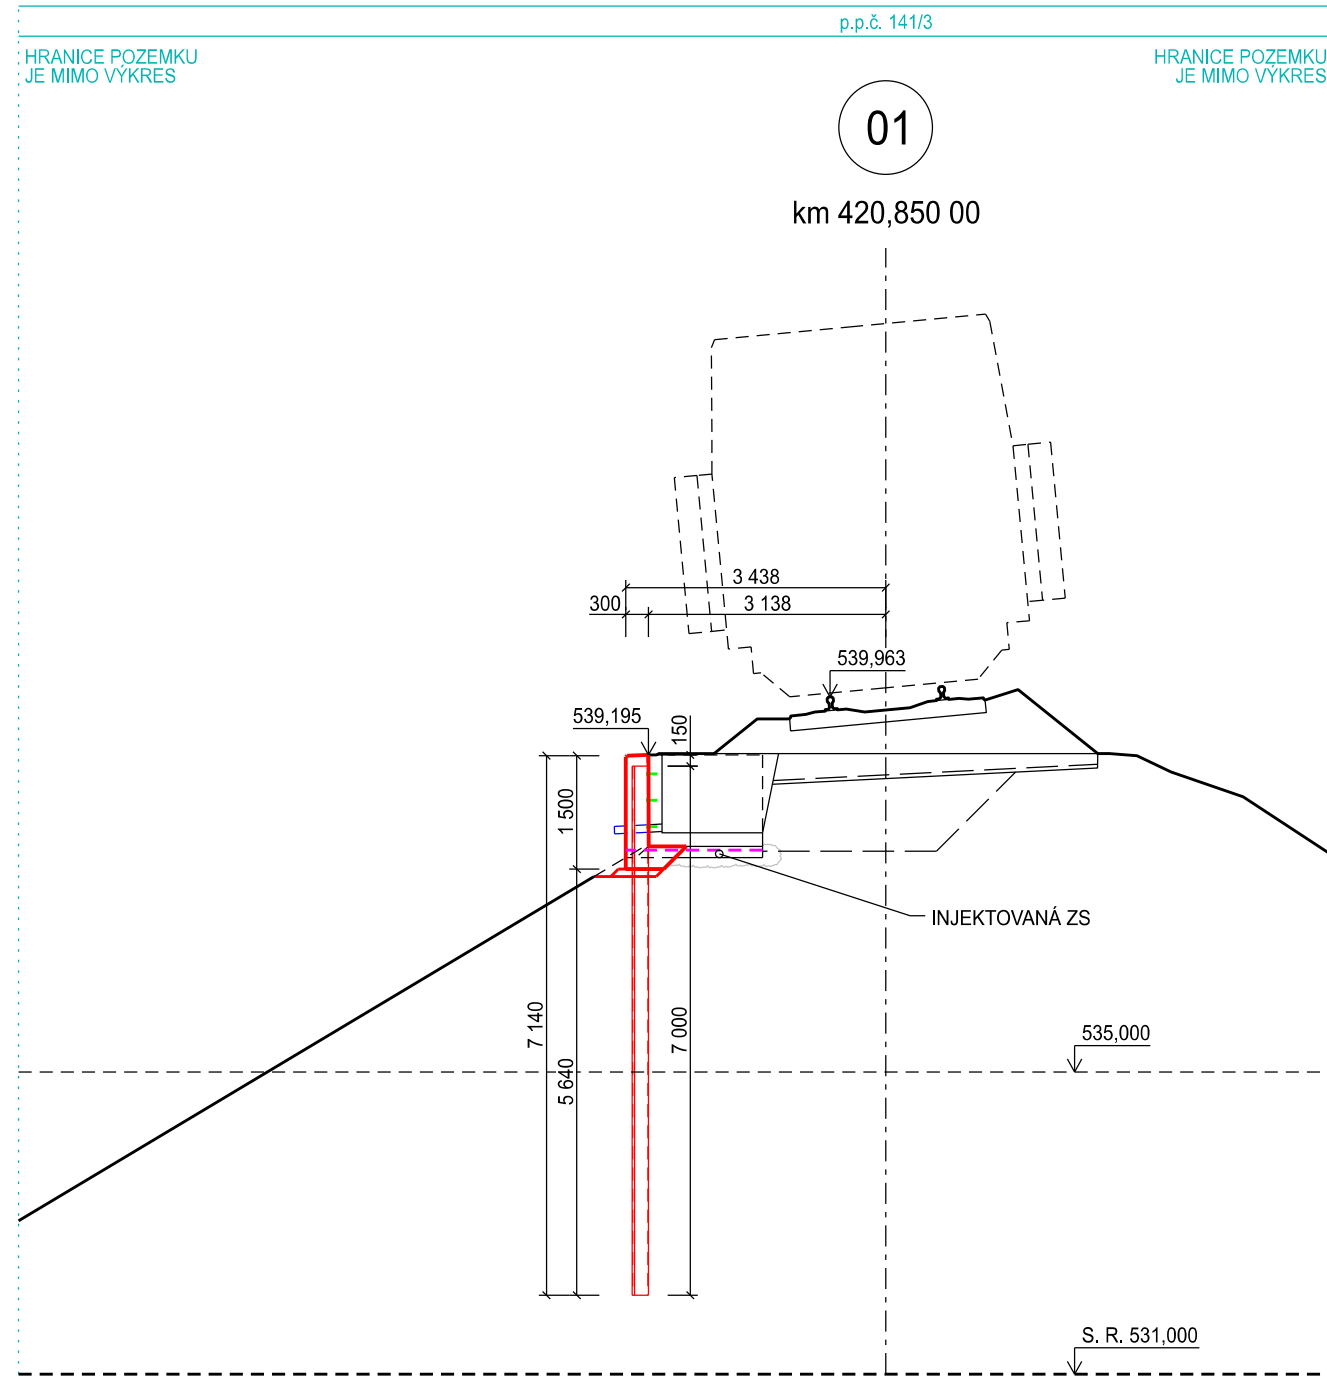 p.p.č. 141/3
HRANICE POZEMKU
JE MIMO VÝKRES
HRANICE POZEMKU
JE MIMO VÝKRES
01
km 420,850 00
3 438
300
3 138
539,963
539,195
150
1 500
INJEKTOVANÁ ZS
7 140
7 000
5 640
535,000
S. R. 531,000